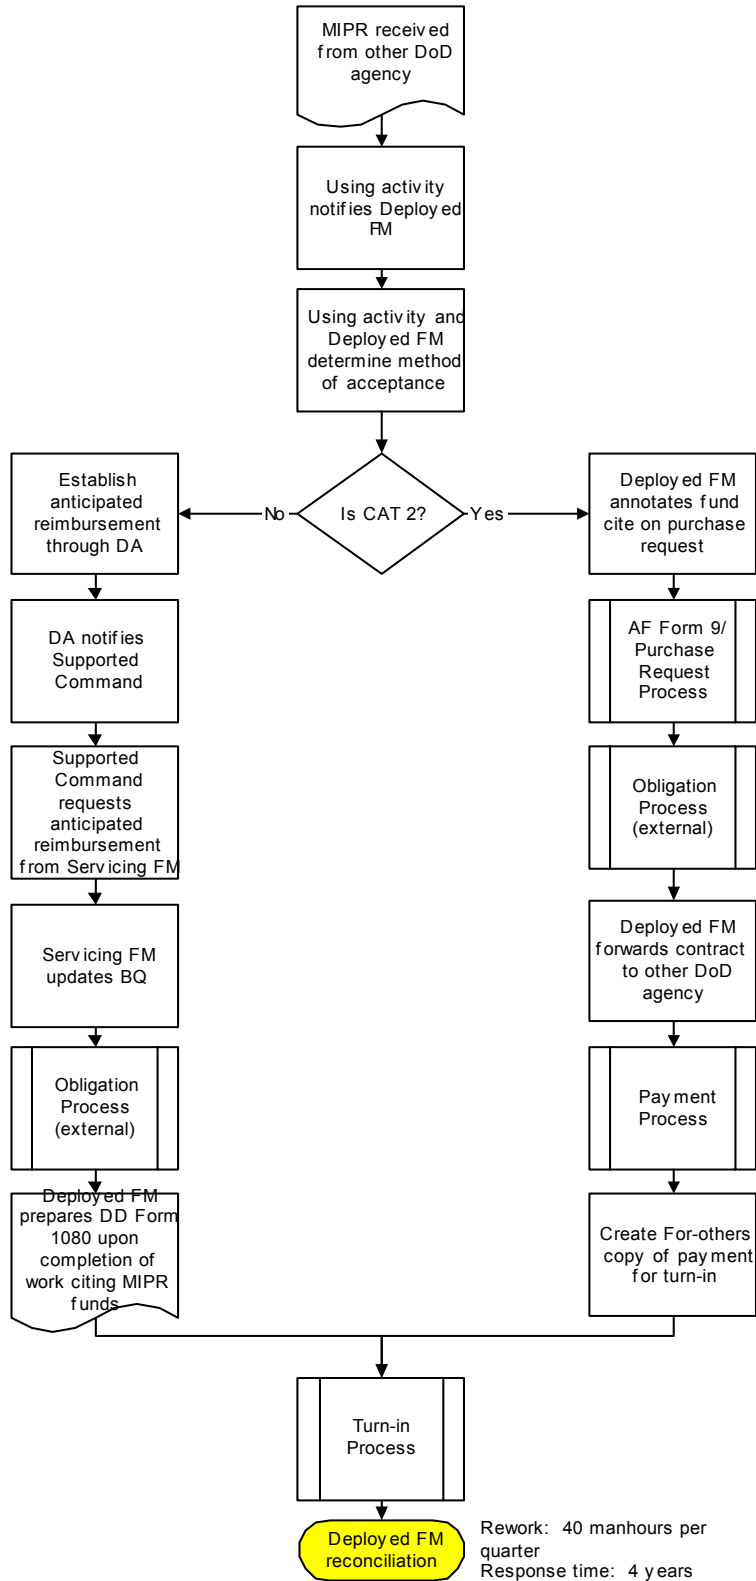 MIPR received
from other DoD
agency
Using activity
notifies Deployed
FM
Using activity and
Deployed FM
determine method
of acceptance
Is CAT 2?
No
Yes
Establish
anticipated
reimbursement
through DA
DA notifies
Supported
Command
Supported
Command
requests
anticipated
reimbursement
from Servicing FM
Servicing FM
updates BQ
Obligation
Process
(external)
Deployed FM
prepares DD Form
1080 upon
completion of
work citing MIPR
funds
Deployed FM
annotates fund
cite on purchase
request
AF Form 9/
Purchase
Request
Process
Obligation
Process
(external)
Deployed FM
forwards contract
to other DoD
agency
Payment
Process
Create For-others
copy of payment
for turn-in
Turn-in
Process
Deployed FM
reconciliation
Rework: 40 manhours per
quarter
Response time: 4 years